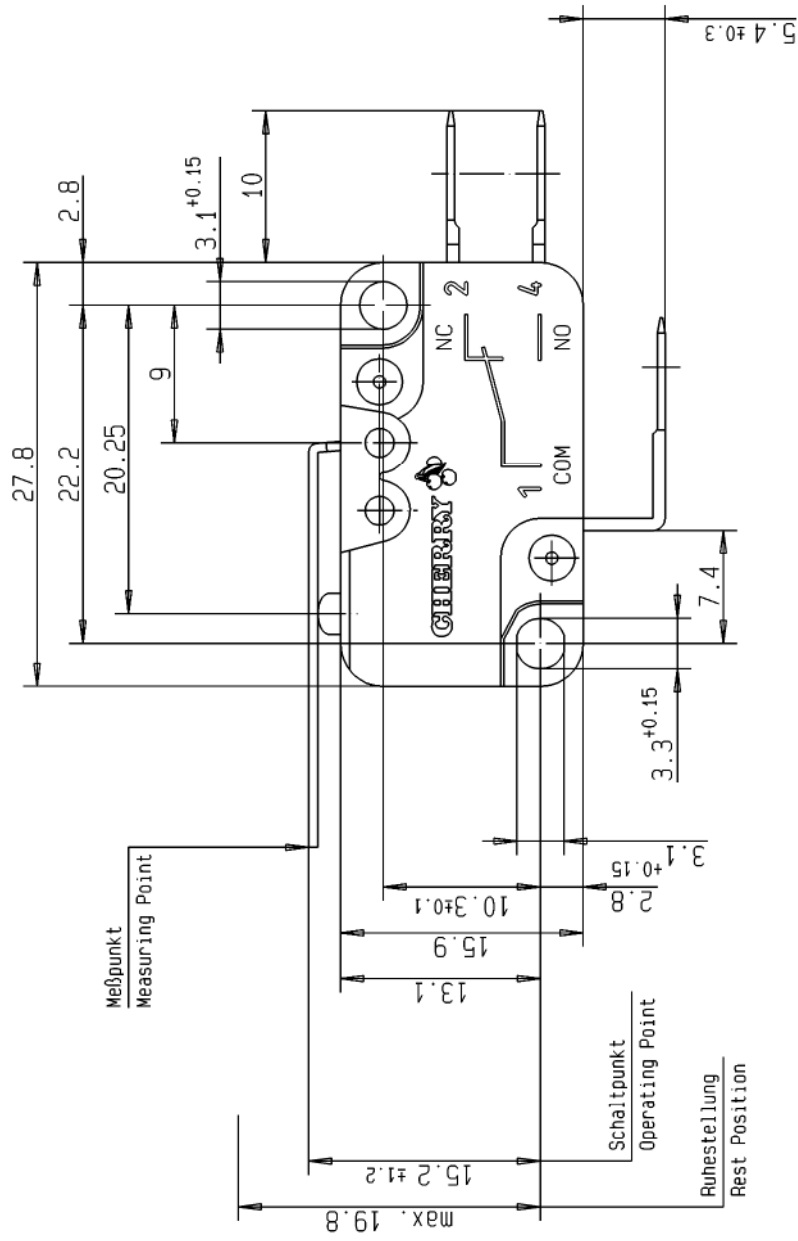 5.4 ±0.3
2.8
3.1 +0.15
10
9
20.25
22.2
27.8
NC
2
4
NO
1
COM
CHERRY
7.4
3.3 +0.15
3.1 +0.15
2.8
10.3±0.1
15.9
13.1
Meßpunkt
Measuring Point
15.2 ±1.2
max. 19.8
Schaltpunkt
Operating Point
Ruhestellung
Rest Position